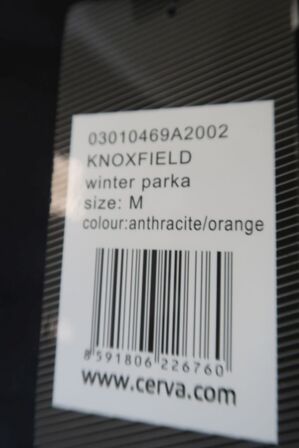 03010469A2002
KNOXFIELD
winter parka
size: M
colour:anthracite/orange
8 591806 226760
www.cerva.com